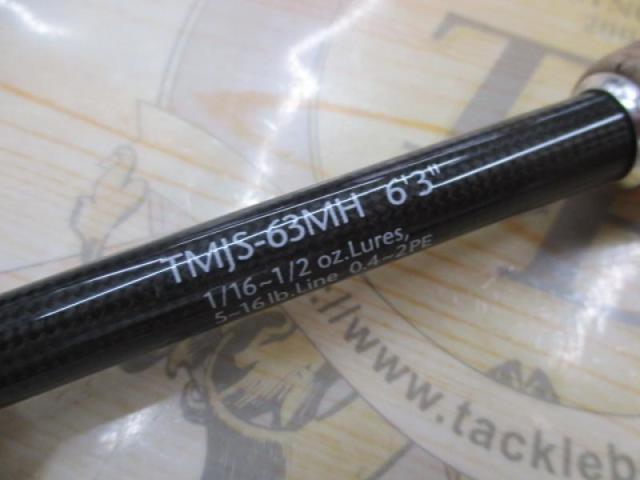 TMJS-63MH 6'3"
1/16~1/2 oz.Lures,
5-16lb.Line 0.4~2PE
://www.tackleb